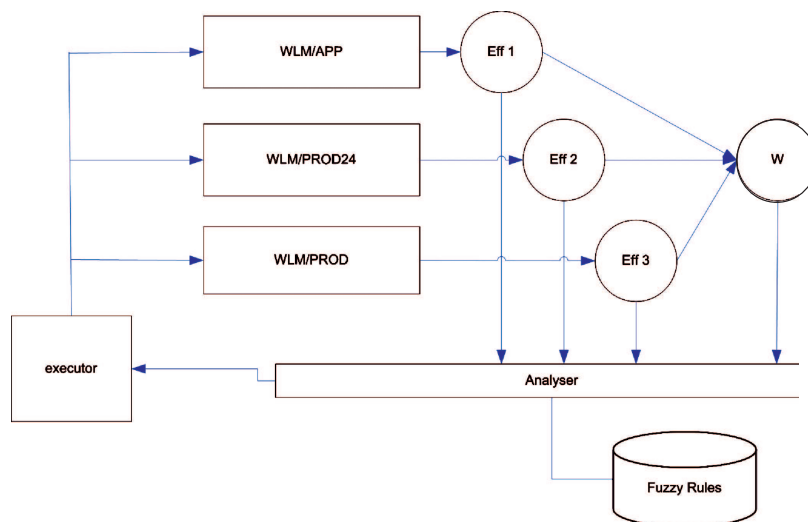 WLM/APP
Eff 1
WLM/PROD24
Eff 2
W
WLM/PROD
Eff 3
executor
Analyser
Fuzzy Rules